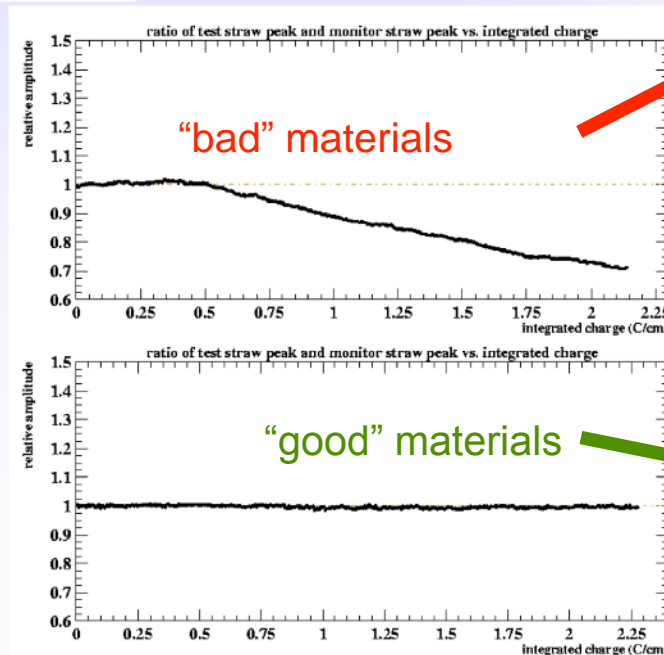 ratio of test straw peak and monitor straw peak vs. integrated charge
relative amplitude
1.5
1.4
1.3
1.2
1.1
1
0.9
0.8
0.7
0.6
“bad” materials
0 0.25 0.5 0.75 1 1.25 1.5 1.75 2 2.25
integrated charge (C/cm
ratio of test straw peak and monitor straw peak vs. integrated charge
relative amplitude
1.5
1.4
1.3
1.2
1.1
1
0.9
0.8
0.7
0.6
“good” materials
0 0.25 0.5 0.75 1 1.25 1.5 1.75 2 2.25
integrated charge (C/cm